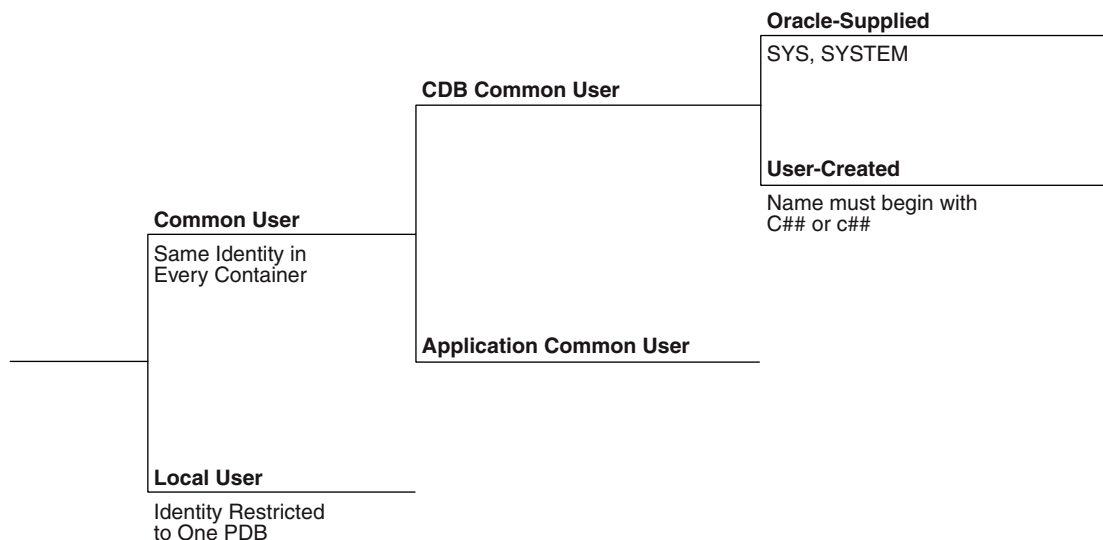 Oracle-Supplied
SYS, SYSTEM
CDB Common User
User-Created
Name must begin with
C## or c##
Common User
Same Identity in
Every Container
Application Common User
Local User
Identity Restricted
to One PDB